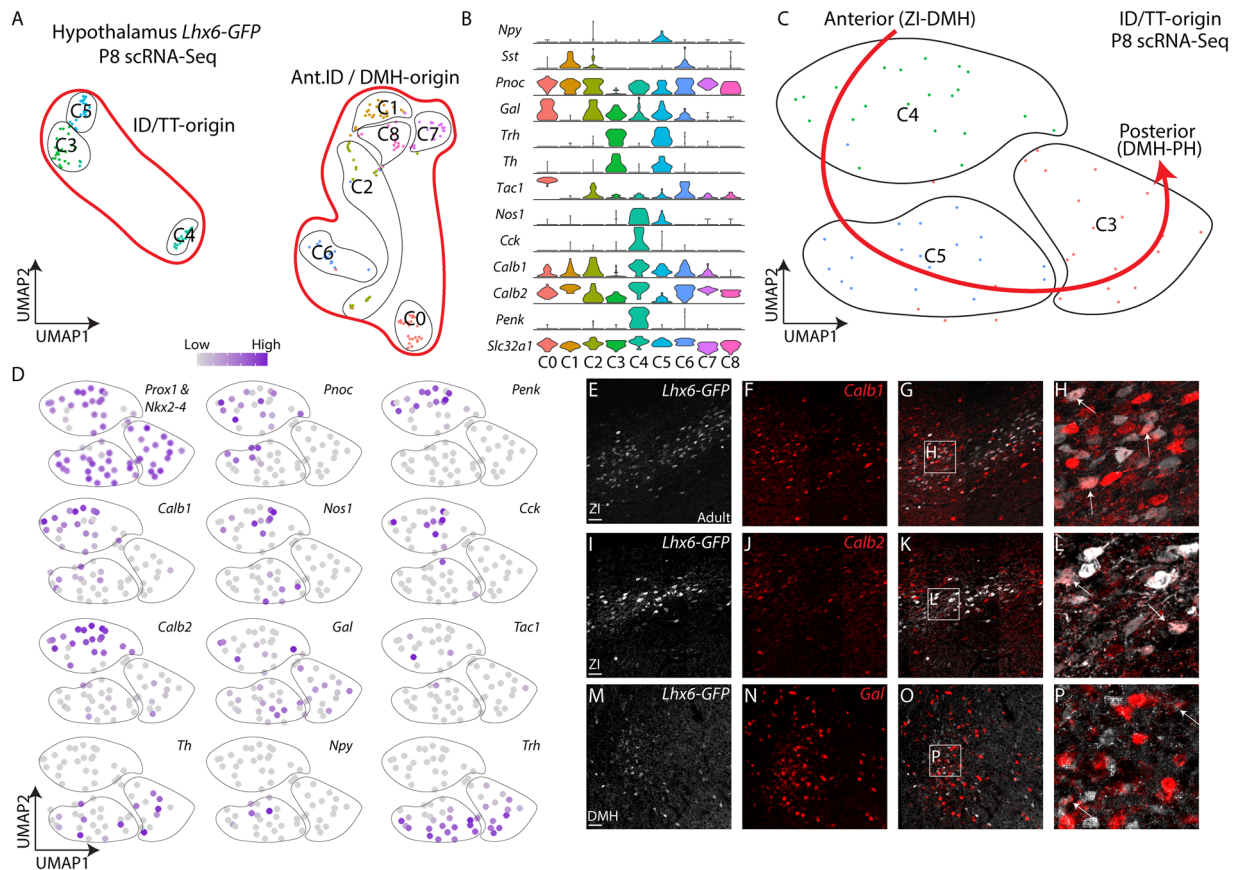 A
Hypothalamus Lhx6-GFP
P8 scRNA-Seq
Ant.ID / DMH-origin
ID/TT-origin
C5
C3
C4
C1
C8
C7
C2
C6
C0
UMAP2
UMAP1
Low
High
B
Npy
Sst
Pnoc
Gal
Trh
Th
Tac1
Nos1
Cck
Calb1
Calb2
Penk
Slc32a1
C0 C1 C2 C3 C4 C5 C6 C7 C8
C
Anterior (ZI-DMH)
ID/TT-origin
P8 scRNA-Seq
C4
Posterior
(DMH-PH)
C3
C5
UMAP2
UMAP1
D
Prox1 &
Nkx2-4
Pnoc
Penk
Calb1
Nos1
Cck
Calb2
Gal
Tac1
Th
Npy
Trh
UMAP2
UMAP1
E
Lhx6-GFP
ZI
Adult
F
Calb1
G
H
H
I
Lhx6-GFP
ZI
J
Calb2
K
L
L
M
Lhx6-GFP
DMH
N
Gal
O
P
P